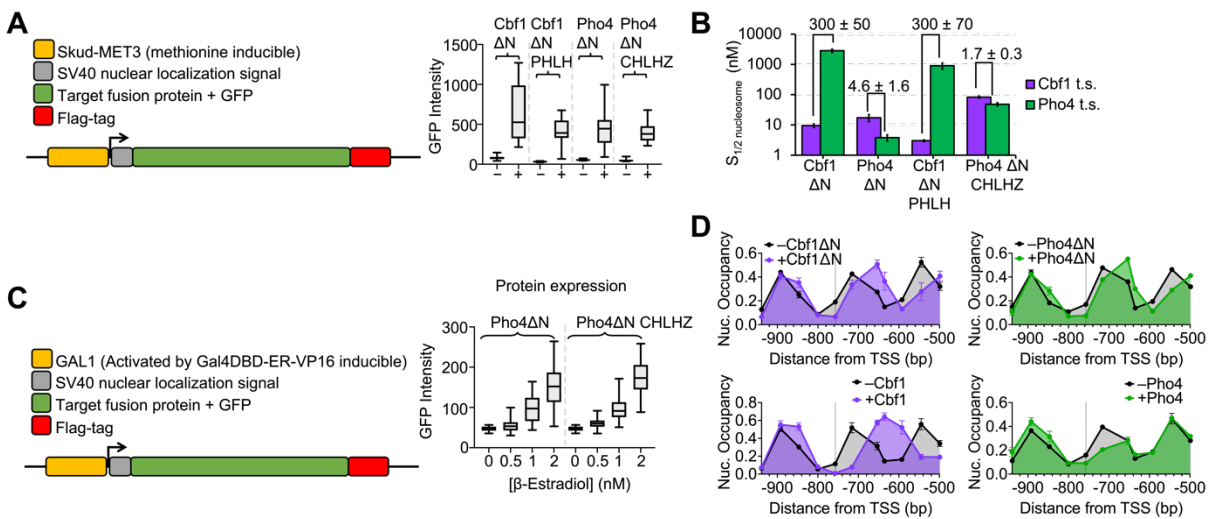 A
Skud-MET3 (methionine inducible)
SV40 nuclear localization signal
Target fusion protein + GFP
Flag-tag
Cbf1 Cbf1 Pho4 Pho4
ΔN ΔN ΔN ΔN
PHLH CHLHZ
GFP Intensity
1500
1000
500
0
– + – + – + – +
B
300 ± 50 300 ± 70
1.7 ± 0.3
4.6 ± 1.6
Cbf1 t.s.
Pho4 t.s.
S1/2 nucleosome (nM)
10000
1000
100
10
1
Cbf1 Pho4 Cbf1 Pho4 ΔN
ΔN ΔN ΔN CHLHZ
PHLH
C
GAL1 (Activated by Gal4DBD-ER-VP16 inducible)
SV40 nuclear localization signal
Target fusion protein + GFP
Flag-tag
Protein expression
Pho4ΔN Pho4ΔN CHLHZ
GFP Intensity
300
200
100
0
0 0.5 1 2 0 0.5 1 2
[β-Estradiol] (nM)
D
–Cbf1ΔN
+Cbf1ΔN
Nuc. Occupancy
0.6
0.4
0.2
0.0
-900 -800 -700 -600 -500
Distance from TSS (bp)
–Pho4ΔN
+Pho4ΔN
Nuc. Occupancy
0.6
0.4
0.2
0.0
-900 -800 -700 -600 -500
Distance from TSS (bp)
–Cbf1
+Cbf1
Nuc. Occupancy
0.8
0.6
0.4
0.2
0.0
-900 -800 -700 -600 -500
Distance from TSS (bp)
–Pho4
+Pho4
Nuc. Occupancy
0.8
0.6
0.4
0.2
0.0
-900 -800 -700 -600 -500
Distance from TSS (bp)